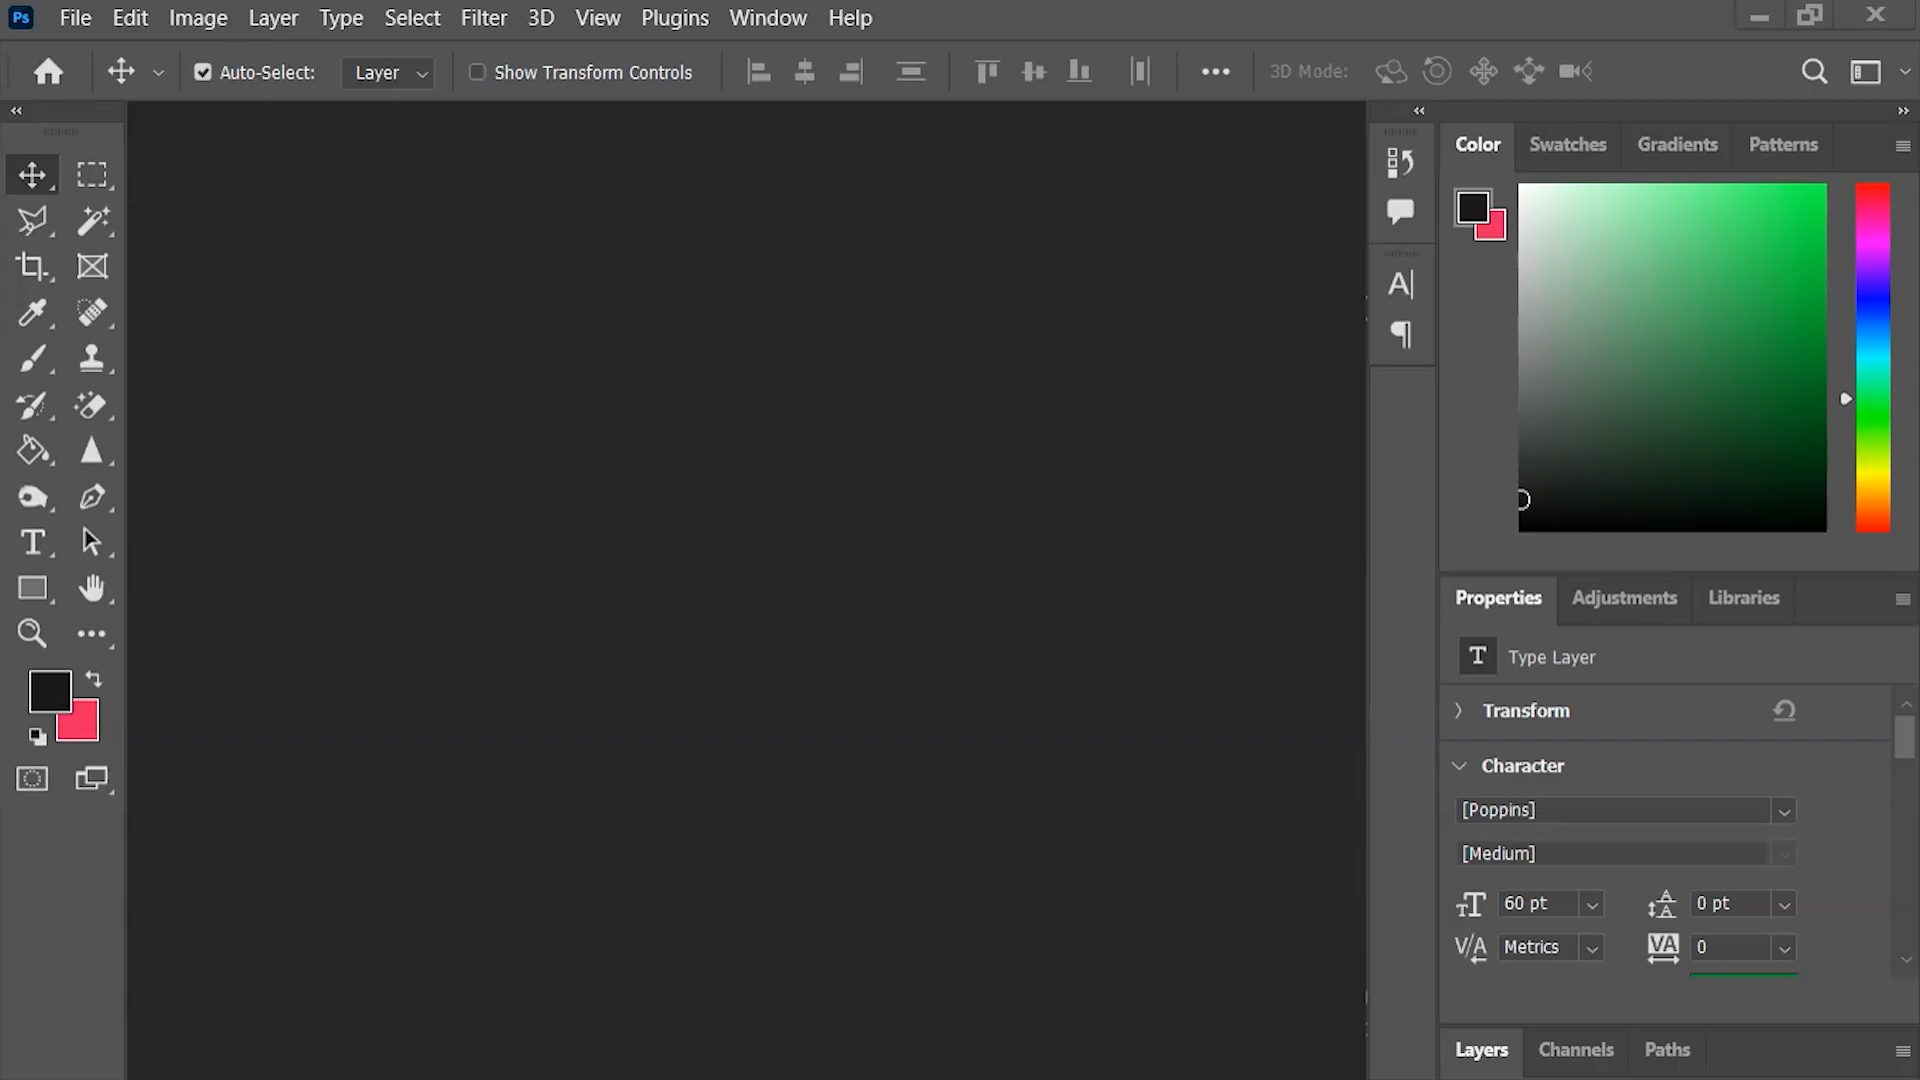 Ps File Edit Image Layer Type Select Filter 3D View Plugins Window Help
Auto-Select: Layer Show Transform Controls 3D Mode:
Color Swatches Gradients Patterns
Properties Adjustments Libraries
T Type Layer
Transform
Character
[Poppins]
[Medium]
60 pt 0 pt
Metrics 0
Layers Channels Paths